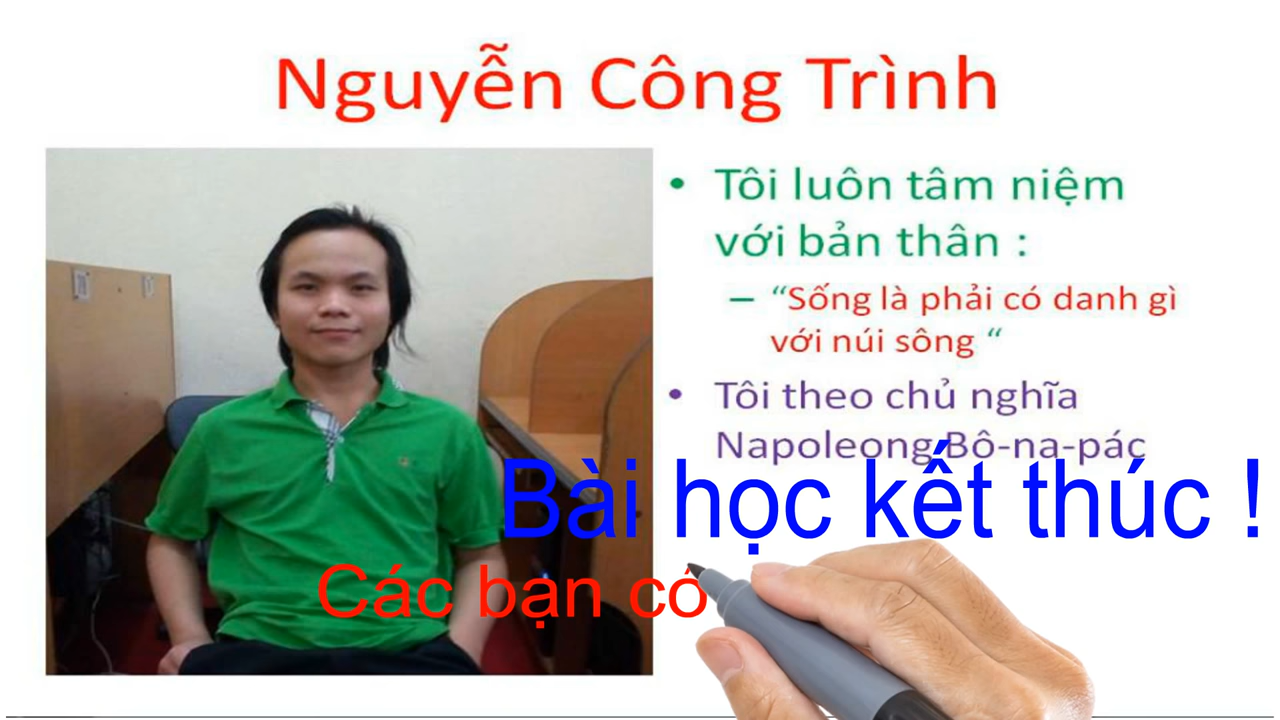 Nguyễn Công Trình
• Tôi luôn tâm niệm
với bản thân :
– “Sống là phải có danh gì
với núi sông “
• Tôi theo chủ nghĩa
Napoleong Bô-na-pác
Bài học kết thúc !
Các bạn có